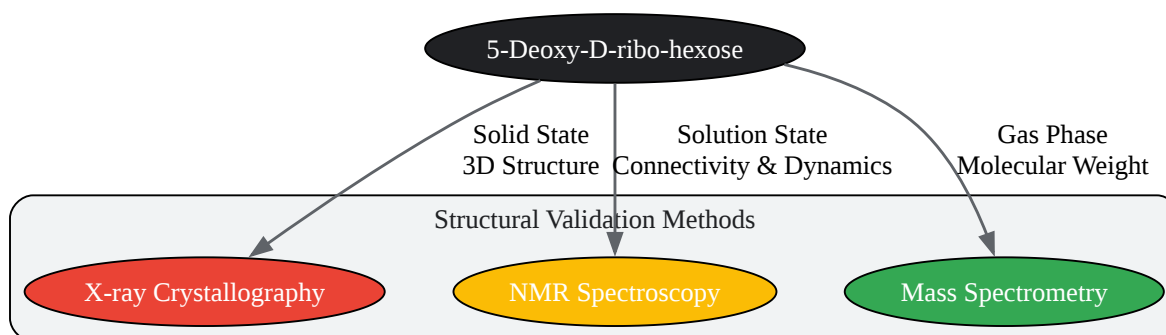 5-Deoxy-D-ribo-hexose
Solid State
3D Structure
Solution State
Connectivity & Dynamics
Gas Phase
Molecular Weight
Structural Validation Methods
X-ray Crystallography
NMR Spectroscopy
Mass Spectrometry